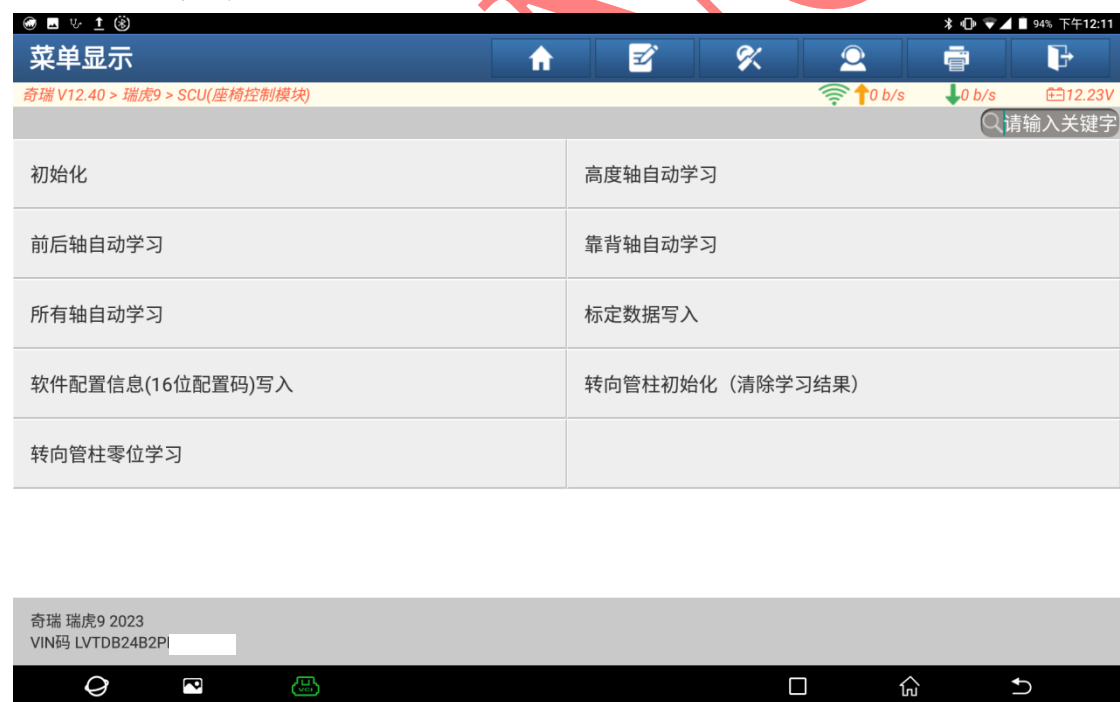 94% 下午12:11
菜单显示
奇瑞 V12.40 > 瑞虎9 > SCU(座椅控制模块)
0 b/s 0 b/s 12.23V
请输入关键字
初始化 高度轴自动学习
前后轴自动学习 靠背轴自动学习
所有轴自动学习 标定数据写入
软件配置信息(16位配置码)写入 转向管柱初始化（清除学习结果）
转向管柱零位学习
奇瑞 瑞虎9 2023
VIN码 LVTDB24B2P
VCI